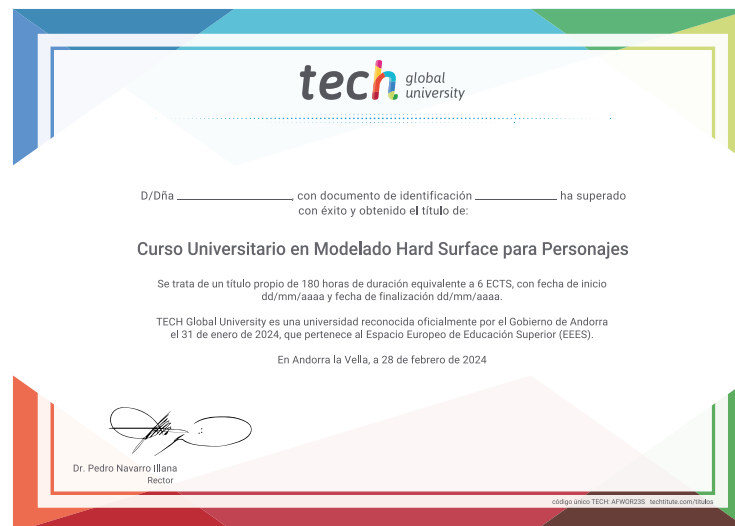 tech global
university
D/Dña ______________, con documento de identificación __________ ha superado
con éxito y obtenido el título de:
Curso Universitario en Modelado Hard Surface para Personajes
Se trata de un título propio de 180 horas de duración equivalente a 6 ECTS, con fecha de inicio
dd/mm/aaaa y fecha de finalización dd/mm/aaaa.
TECH Global University es una universidad reconocida oficialmente por el Gobierno de Andorra
el 31 de enero de 2024, que pertenece al Espacio Europeo de Educación Superior (EEES).
En Andorra la Vella, a 28 de febrero de 2024
Dr. Pedro Navarro Illana
Rector
código único TECH: AFWOR23S techtitute.com/titulos